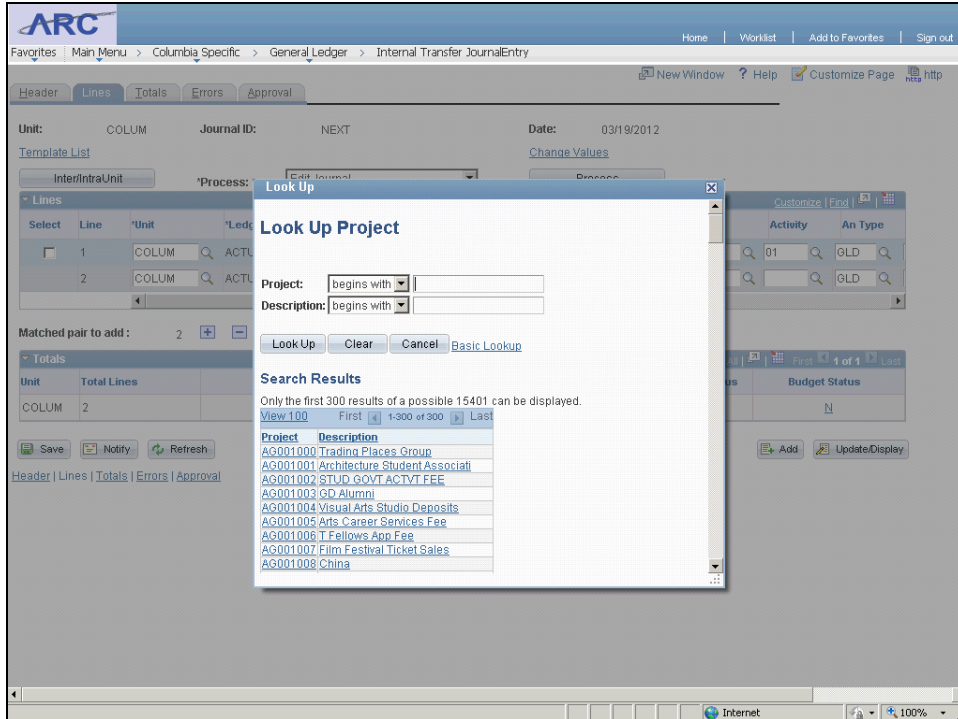 ARC
Home | Worklist | Add to Favorites | Sign out
Favorites Main Menu > Columbia Specific > General Ledger > Internal Transfer JournalEntry
New Window ? Help Customize Page http
Header Lines Totals Errors Approval
Unit: COLUM Journal ID: NEXT Date: 03/19/2012
Template List Change Values
Inter/IntraUnit *Process: Edit Journal Process
Lines Customize | Find |
Select Line *Unit *Ledg Activity An Type
1 COLUM ACTU 01 GLD
2 COLUM ACTU GLD
Matched pair to add : 2
Totals First 1 of 1 Last
Unit Total Lines us Budget Status
COLUM 2 N
Save Notify Refresh Add Update/Display
Header | Lines | Totals | Errors | Approval
Look Up
Look Up Project
Project: begins with
Description: begins with
Look Up Clear Cancel Basic Lookup
Search Results
Only the first 300 results of a possible 15401 can be displayed.
View 100 First 1-300 of 300 Last
Project Description
AG001000 Trading Places Group
AG001001 Architecture Student Associati
AG001002 STUD GOVT ACTVT FEE
AG001003 GD Alumni
AG001004 Visual Arts Studio Deposits
AG001005 Arts Career Services Fee
AG001006 T Fellows App Fee
AG001007 Film Festival Ticket Sales
AG001008 China
Internet 100%